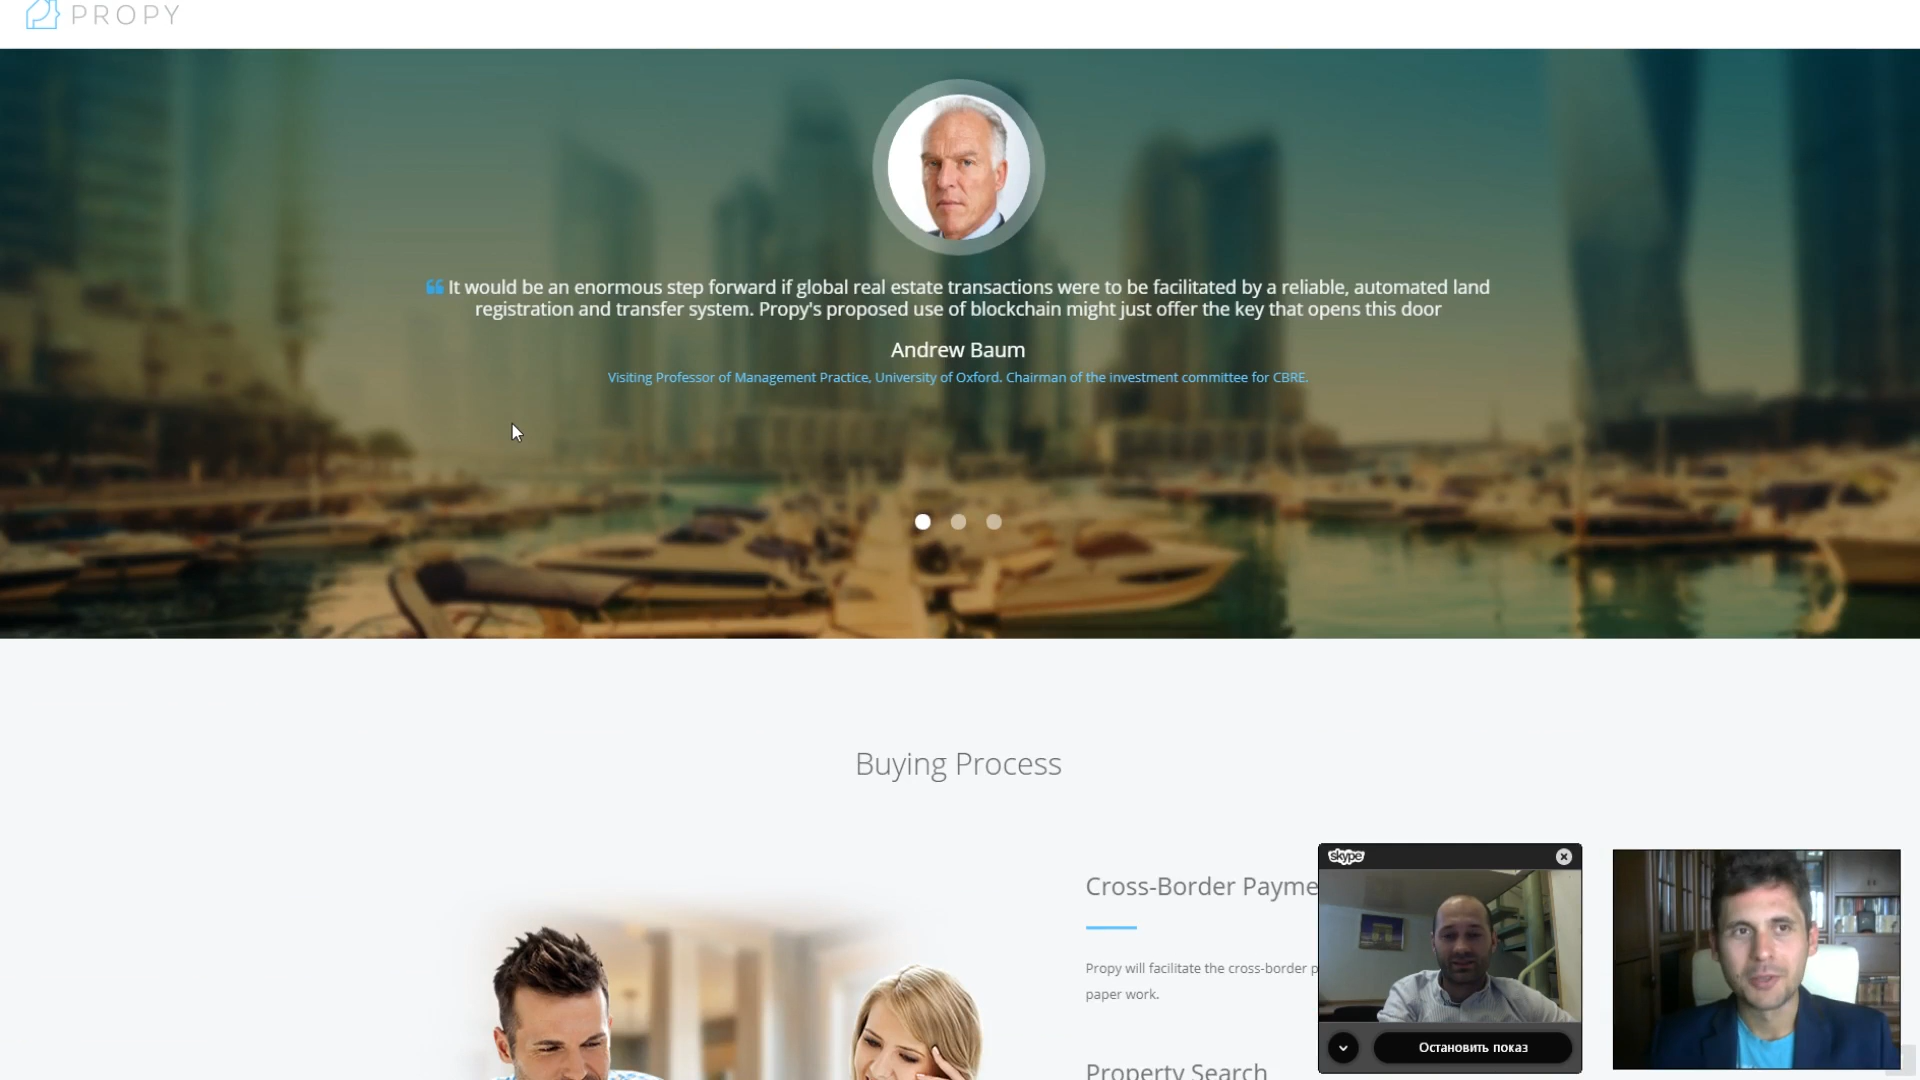 PROPY
It would be an enormous step forward if global real estate transactions were to be facilitated by a reliable, automated land
registration and transfer system. Propy's proposed use of blockchain might just offer the key that opens this door
Andrew Baum
Visiting Professor of Management Practice, University of Oxford. Chairman of the investment committee for CBRE.
Buying Process
Cross-Border Payme
Propy will facilitate the cross-border p
paper work.
Property Search
skype
Остановить показ